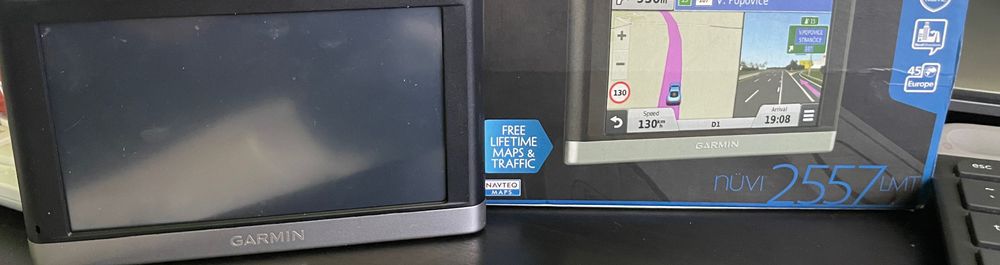 GARMIN
FREE
LIFETIME
MAPS &
TRAFFIC
NAVTEQ
MAPS
V. Popovice
15
V.POPOVICE
STRANČICE
+
−
130
Speed
130
D1
Arrival
19:08
GARMIN
nüvi 2557LMT
45
Europe
esc